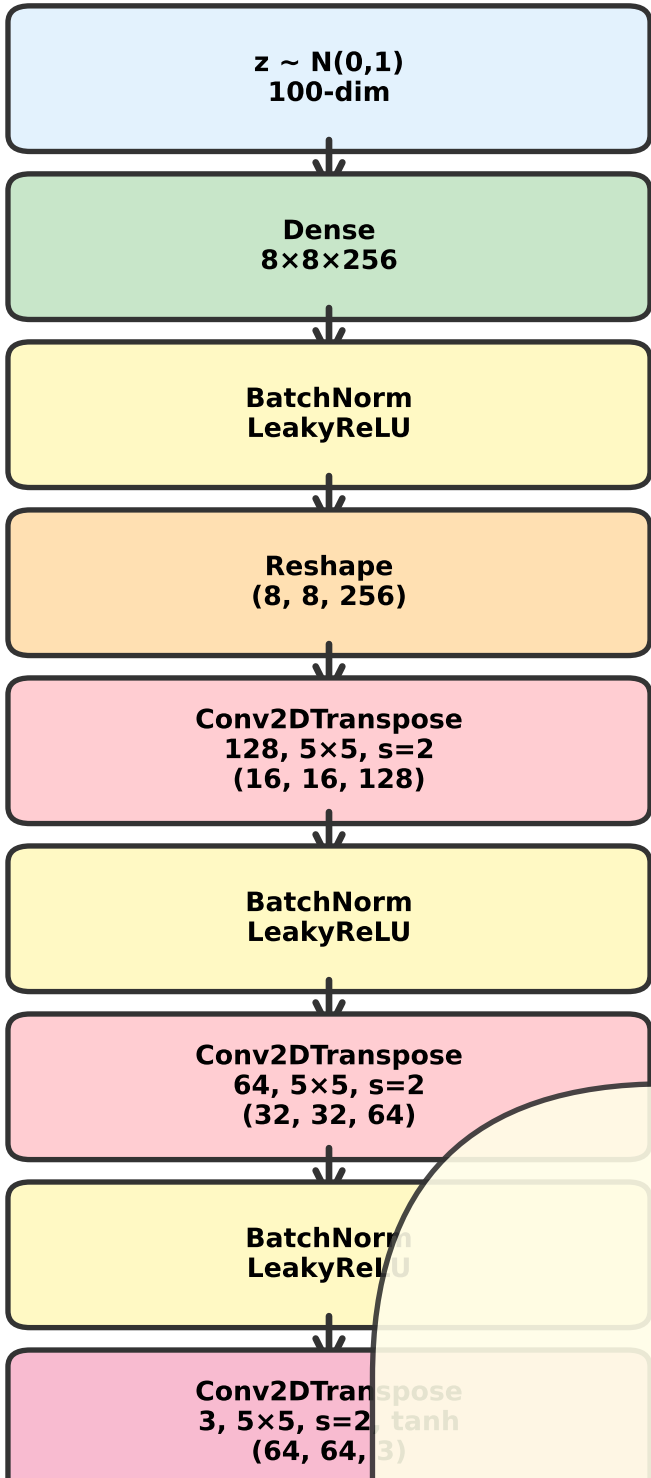 z ~ N(0,1)
100-dim
Dense
8×8×256
BatchNorm
LeakyReLU
Reshape
(8, 8, 256)
Conv2DTranspose
128, 5×5, s=2
(16, 16, 128)
BatchNorm
LeakyReLU
Conv2DTranspose
64, 5×5, s=2
(32, 32, 64)
BatchNorm
LeakyReLU
Conv2DTranspose
3, 5×5, s=2, tanh
(64, 64, 3)